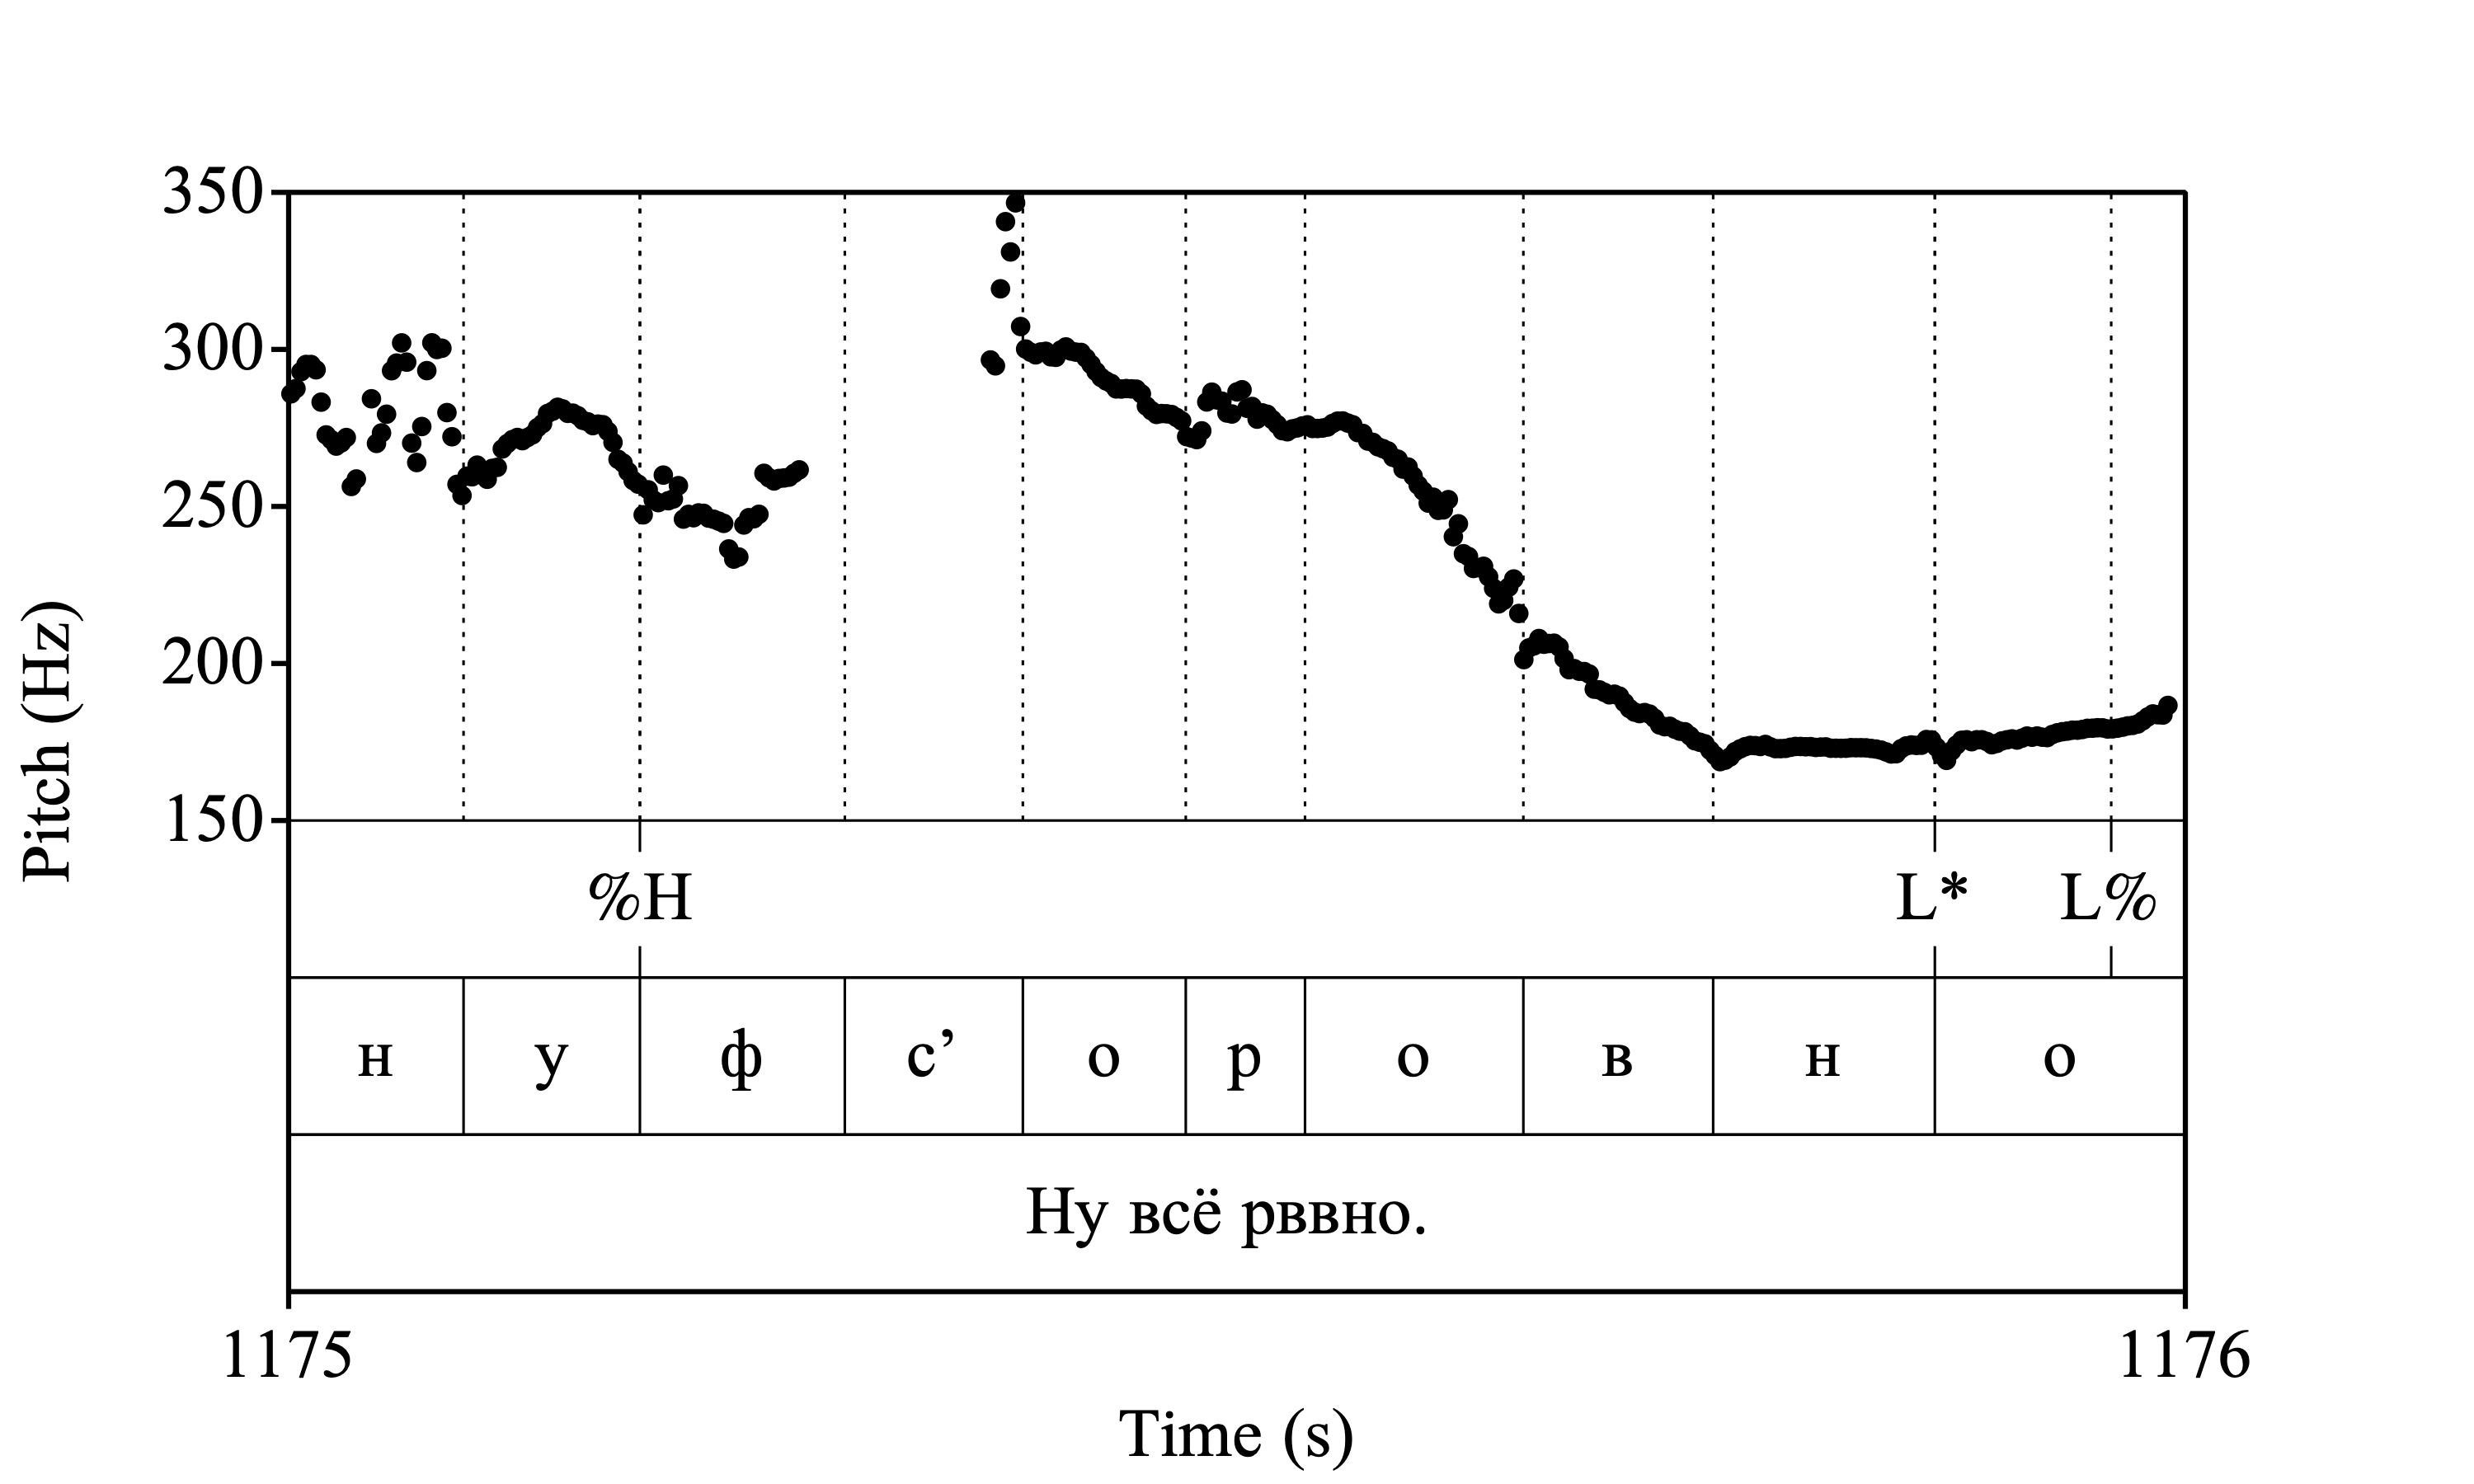 350
300
250
200
150
Pitch (Hz)
%H L* L%
н у ф с’ о р о в н о
Ну всё рввно.
1175 1176
Time (s)